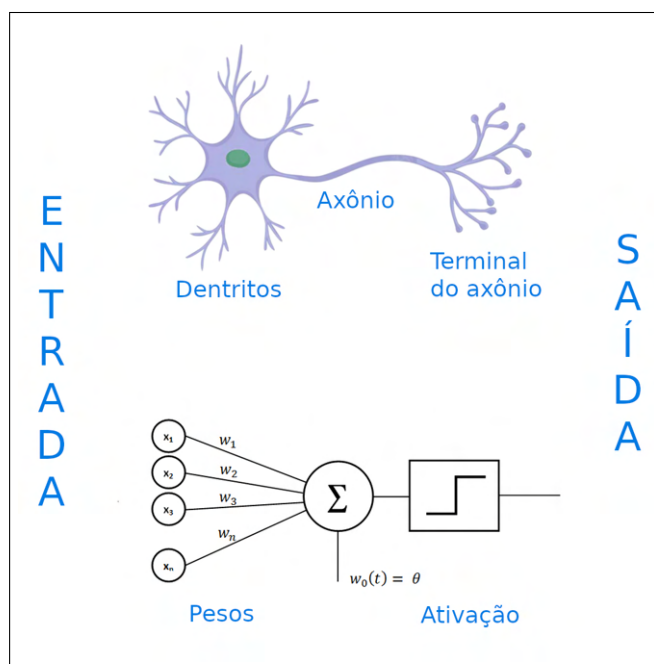 ENTRADA
Axônio
Dentritos
Terminal
do axônio
SAÍDA
x₁
w₁
x₂
w₂
x₃
w₃
xₙ
wₙ
Σ
w₀(t) = θ
Pesos
Ativação